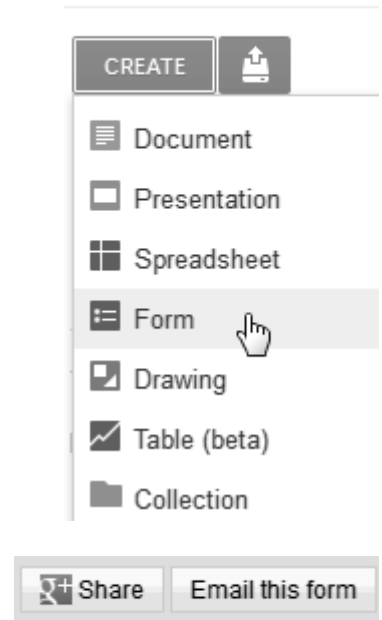 CREATE
Document
Presentation
Spreadsheet
Form
Drawing
Table (beta)
Collection
g+ Share Email this form